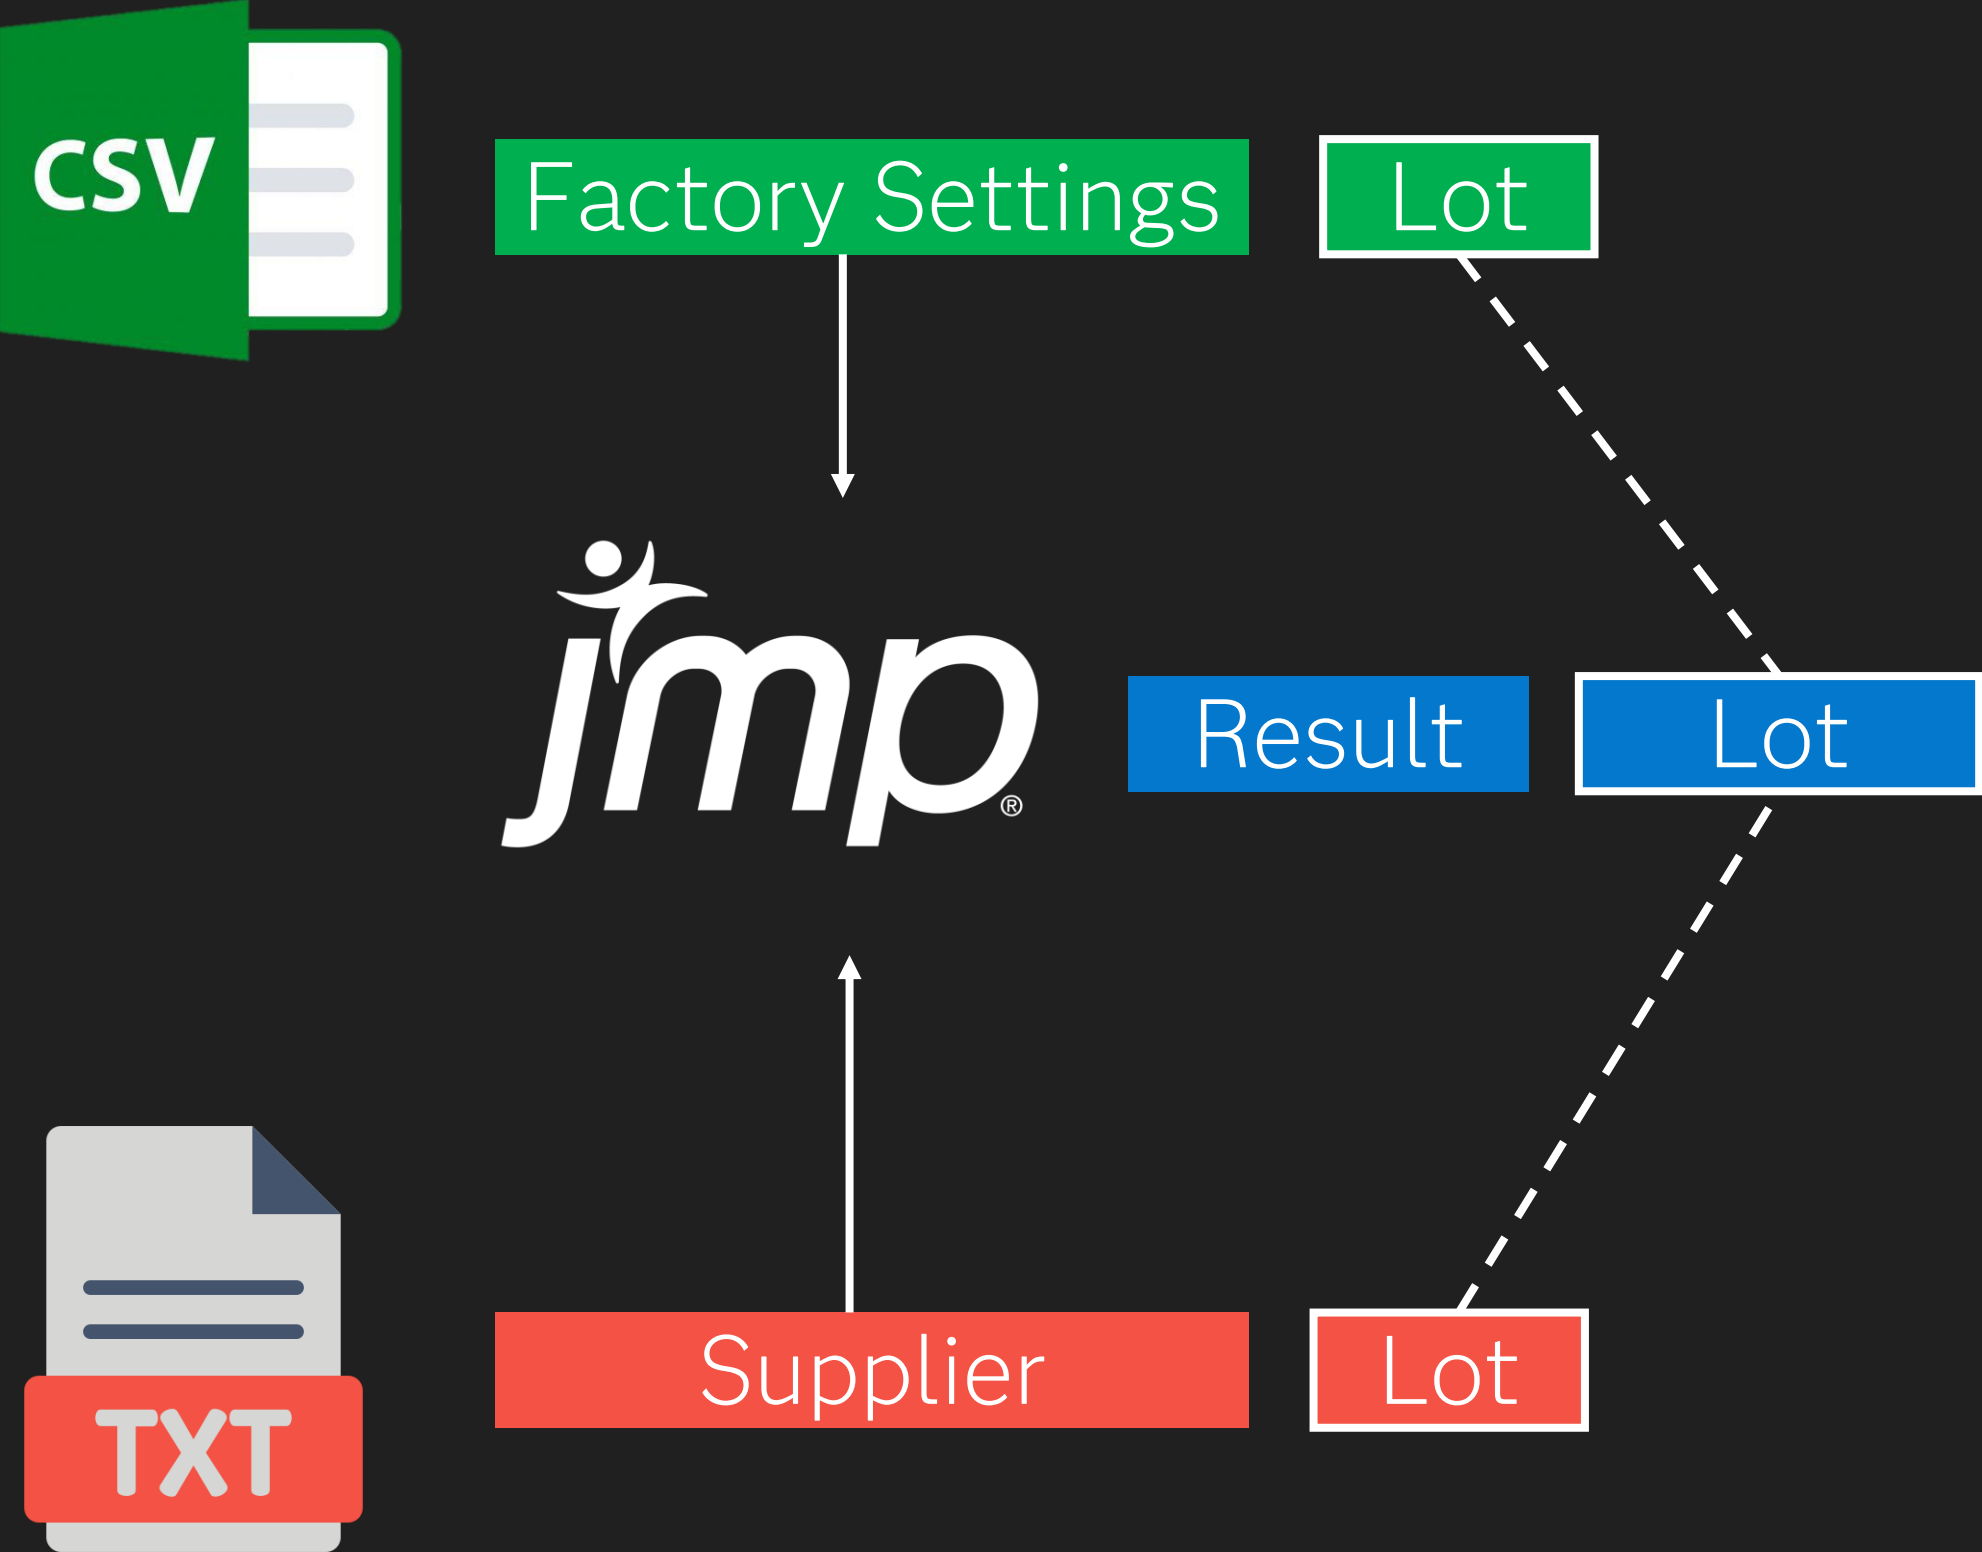 CSV
Factory Settings
Lot
jmp®
Result
Lot
TXT
Supplier
Lot